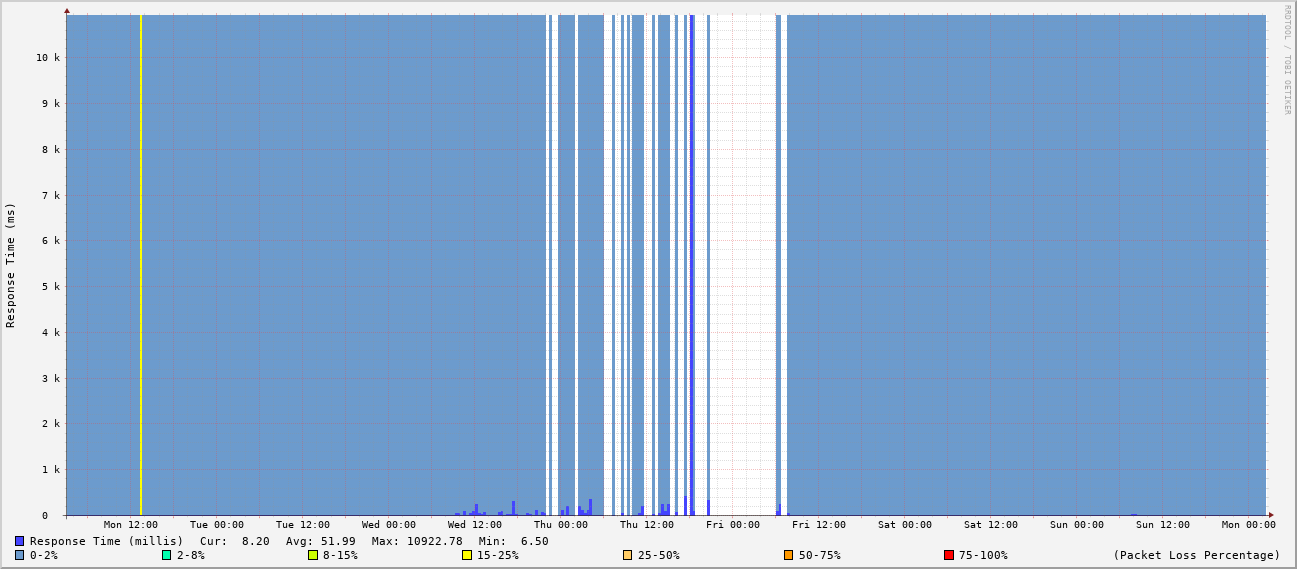 RRDTOOL / TOBI OETIKER
Response Time (ms)
10 k
9 k
8 k
7 k
6 k
5 k
4 k
3 k
2 k
1 k
0
Mon 12:00 Tue 00:00 Tue 12:00 Wed 00:00 Wed 12:00 Thu 00:00 Thu 12:00 Fri 00:00 Fri 12:00 Sat 00:00 Sat 12:00 Sun 00:00 Sun 12:00 Mon 00:00
Response Time (millis) Cur: 8.20 Avg: 51.99 Max: 10922.78 Min: 6.50
0-2% 2-8% 8-15% 15-25% 25-50% 50-75% 75-100% (Packet Loss Percentage)